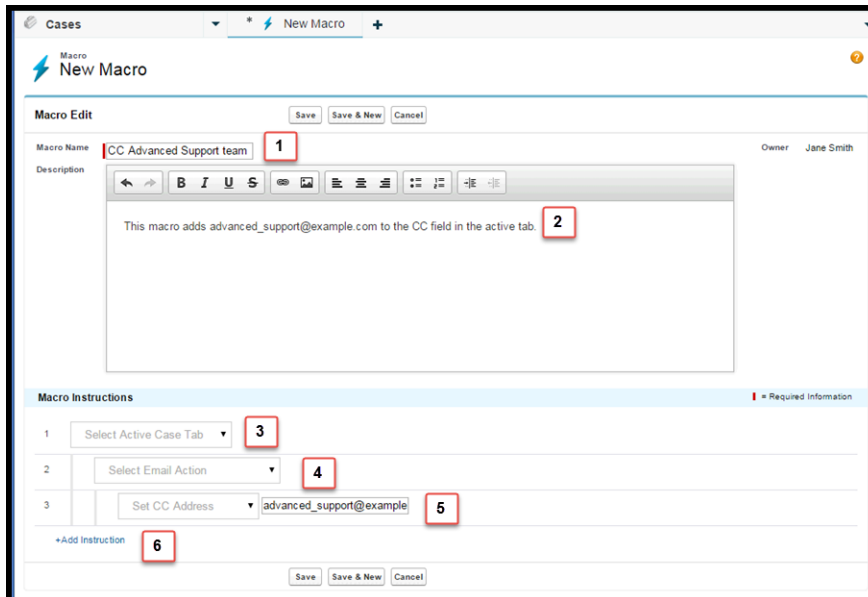 Cases
* New Macro +
Macro
New Macro
?
Macro Edit
Save Save & New Cancel
Macro Name CC Advanced Support team 1 Owner Jane Smith
Description
B I U S
This macro adds advanced_support@example.com to the CC field in the active tab. 2
Macro Instructions = Required Information
1 Select Active Case Tab 3
2 Select Email Action 4
3 Set CC Address advanced_support@example 5
+Add Instruction 6
Save Save & New Cancel